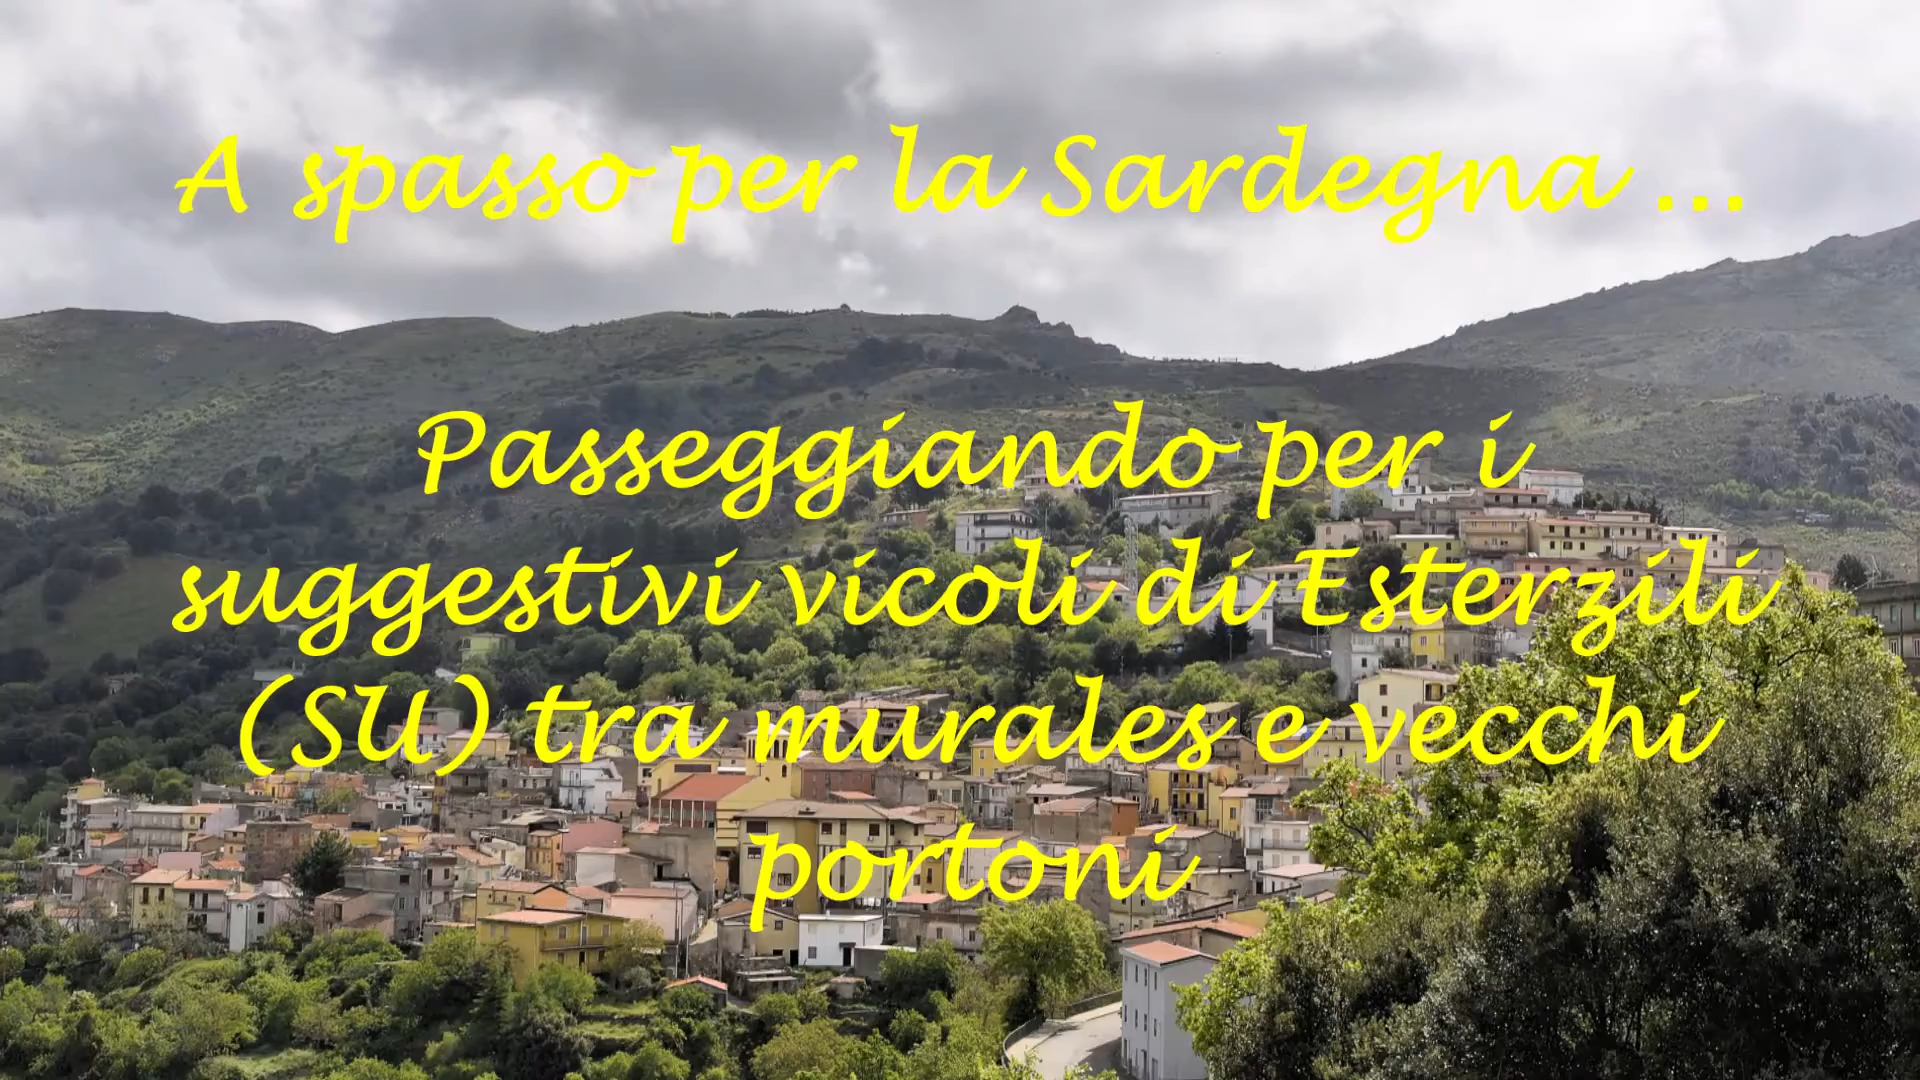 A spasso per la Sardegna ...
Passeggiando per i
suggestivi vicoli di Esterzili
(SU) tra murales e vecchi
portoni